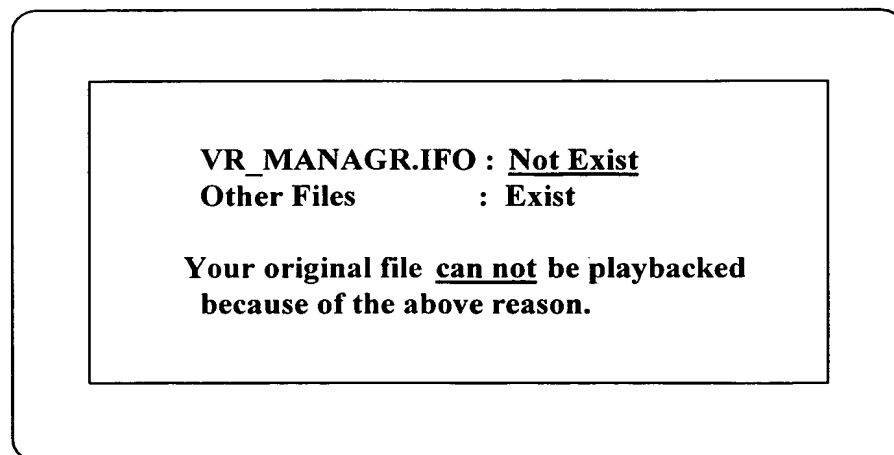 VR_MANAGR.IFO : Not Exist
Other Files : Exist
Your original file can not be playbacked
because of the above reason.